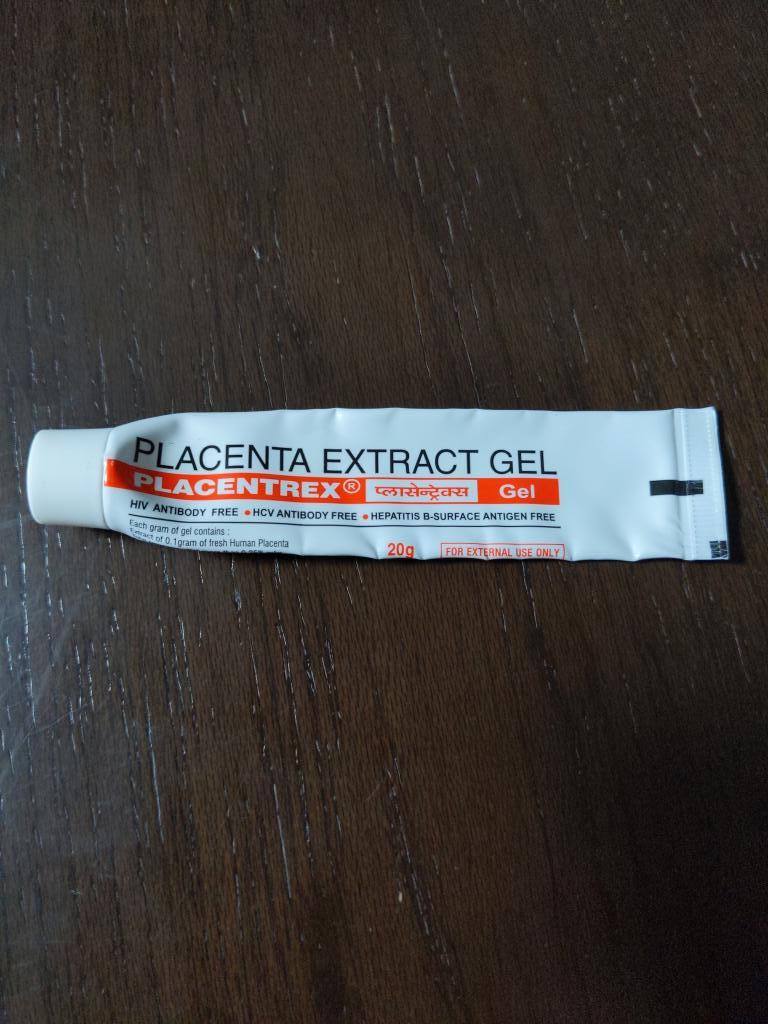 PLACENTA EXTRACT GEL
PLACENTREX® प्लासेन्ट्रेक्स Gel
HIV ANTIBODY FREE • HCV ANTIBODY FREE • HEPATITIS B-SURFACE ANTIGEN FREE
Each gram of gel contains :
Extract of 0.1gram of fresh Human Placenta
20g FOR EXTERNAL USE ONLY